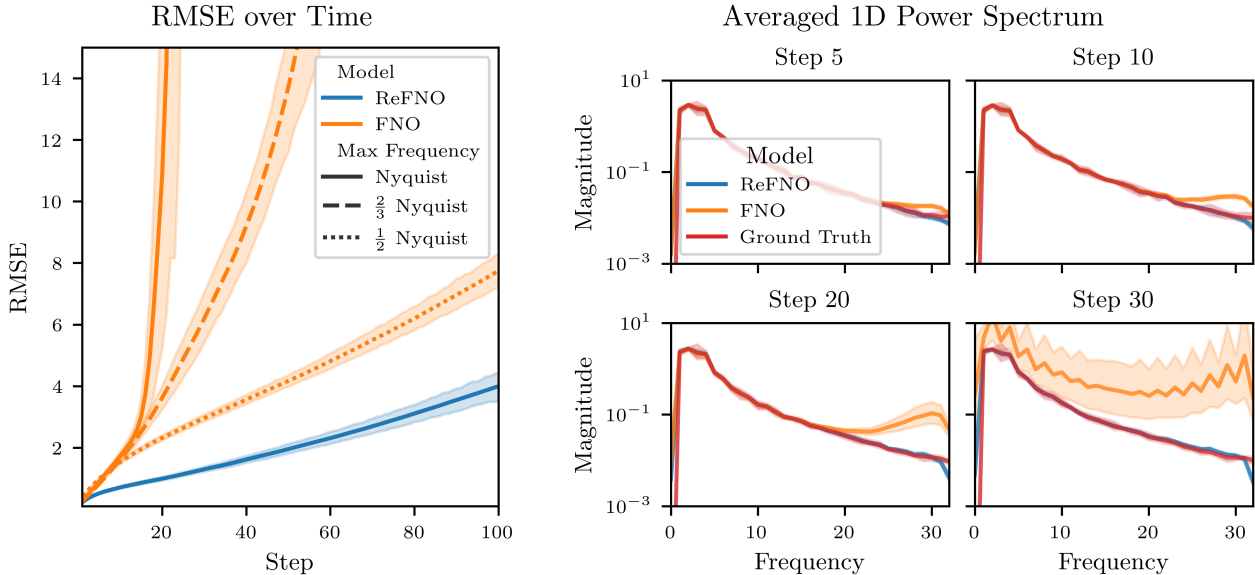 RMSE over Time
14
12
10
8
6
4
2
RMSE
20
40
60
80
100
Step
Model
ReFNO
FNO
Max Frequency
Nyquist
2/3 Nyquist
1/2 Nyquist
Averaged 1D Power Spectrum
Step 5
Step 10
10^1
10^{-1}
10^{-3}
Magnitude
Model
ReFNO
FNO
Ground Truth
Step 20
Step 30
10^1
10^{-1}
10^{-3}
Magnitude
0
10
20
30
Frequency
0
10
20
30
Frequency